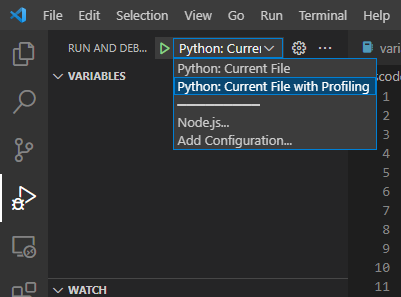 File Edit Selection View Go Run Terminal Help
RUN AND DEB... Python: Curre
Python: Current File
Python: Current File with Profiling
Node.js...
Add Configuration...
VARIABLES
WATCH
1
2
3
4
5
6
7
8
9
10
11